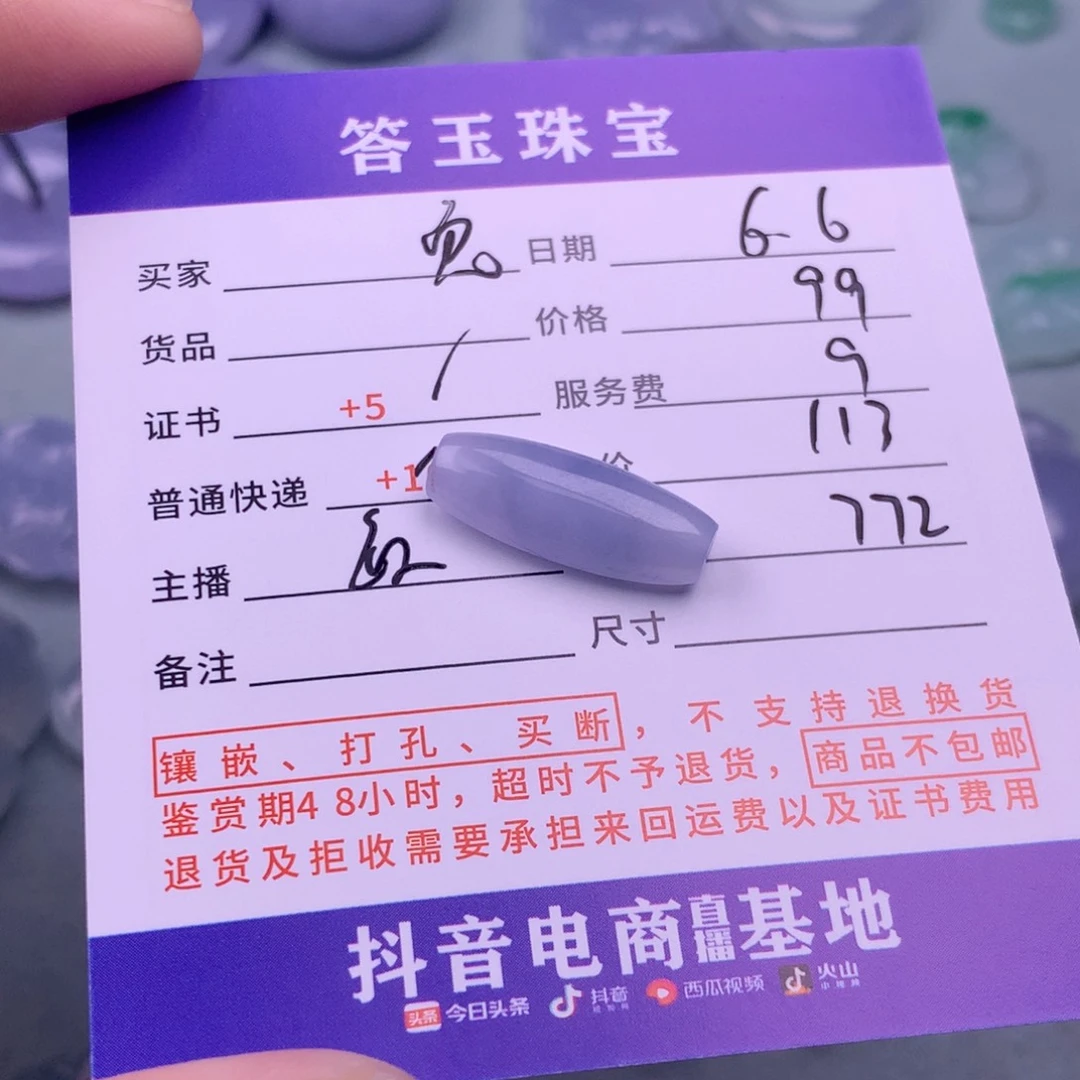 答玉珠宝
买家 日期 6-6
货品 价格 99
证书 +5 服务费 9
普通快递 +1 价 113
主播 772
备注 尺寸
镶嵌、打孔、买断，不支持退换货
鉴赏期48小时，超时不予退货，商品不包邮
退货及拒收需要承担来回运费以及证书费用
抖音电商直播基地
头条 今日头条 抖音 西瓜视频 火山